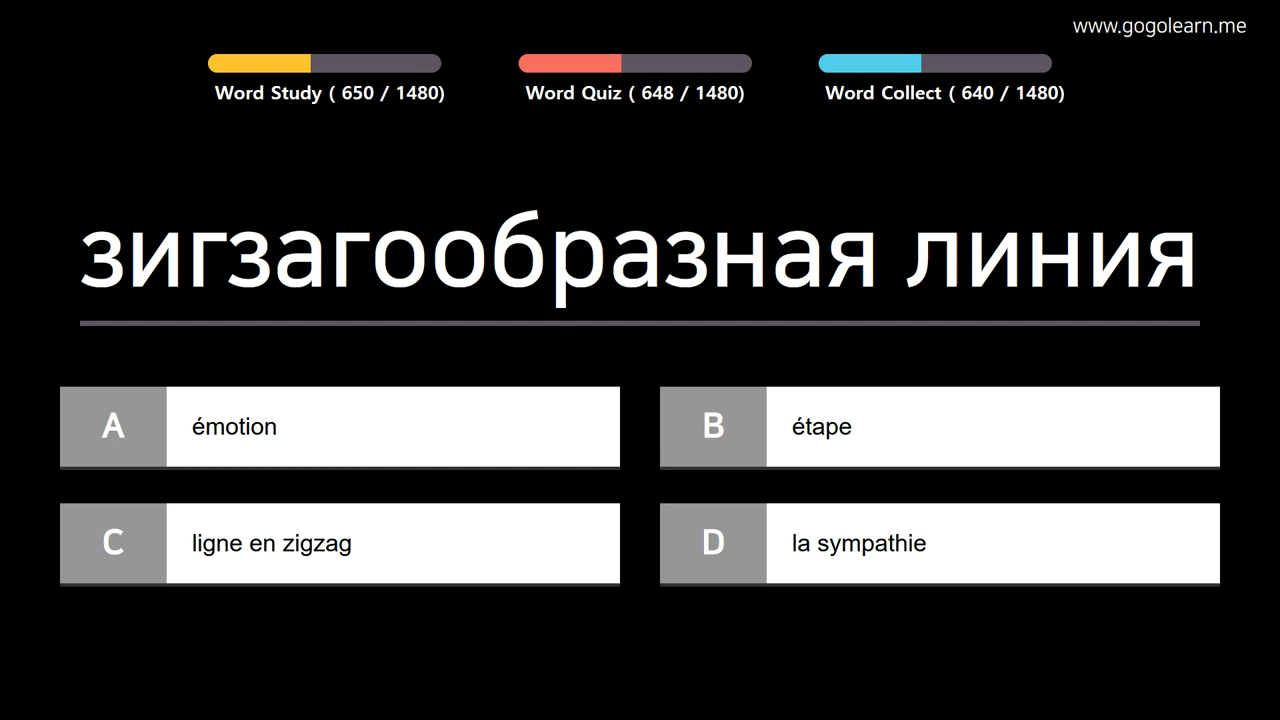 www.gogolearn.me
Word Study ( 650 / 1480)
Word Quiz ( 648 / 1480)
Word Collect ( 640 / 1480)
зигзагообразная линия
A
émotion
B
étape
C
ligne en zigzag
D
la sympathie